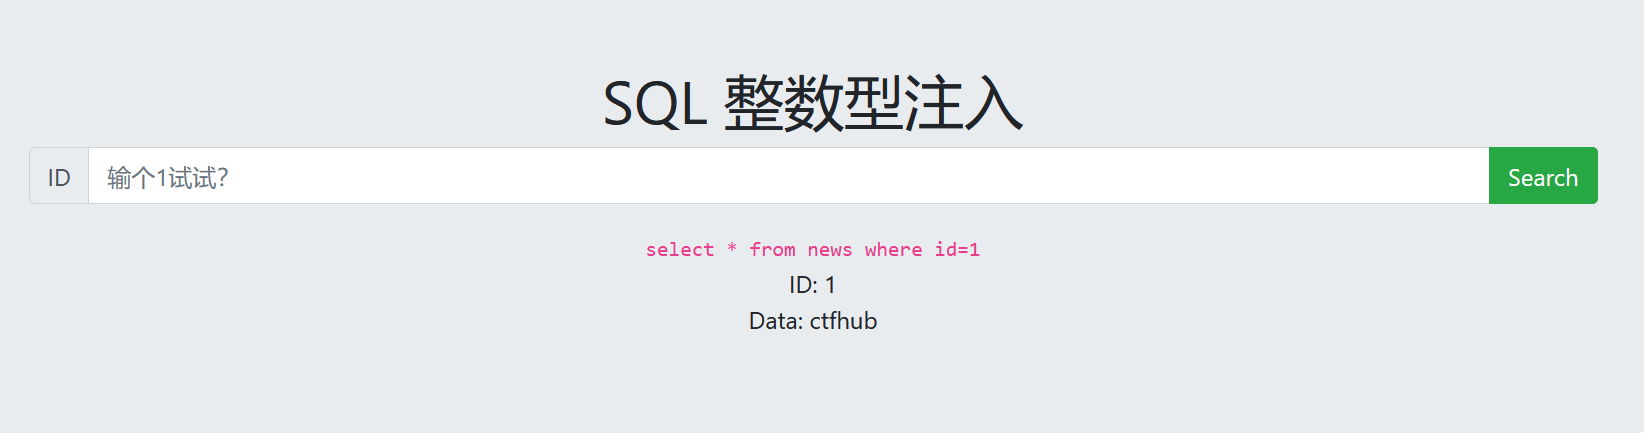 SQL 整数型注入
ID 输个1试试? Search
select * from news where id=1
ID: 1
Data: ctfhub